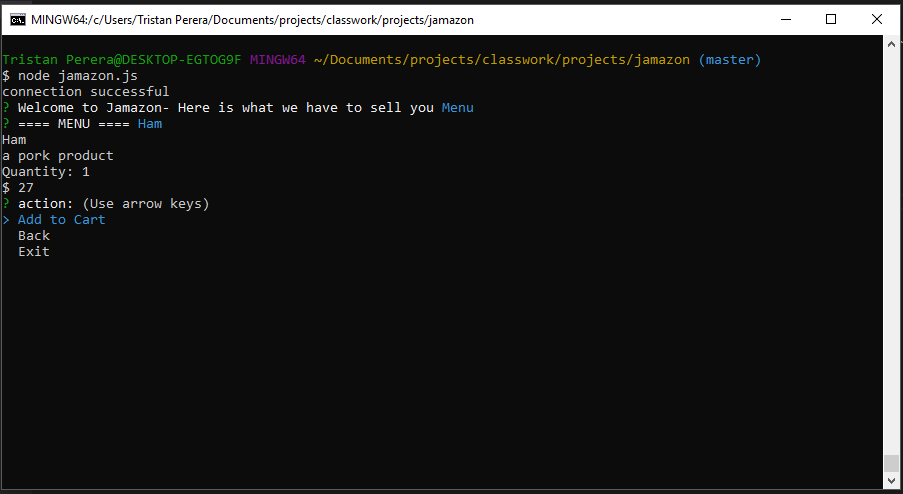 MINGW64:/c/Users/Tristan Perera/Documents/projects/classwork/projects/jamazon
Tristan Perera@DESKTOP-EGTOG9F MINGW64 ~/Documents/projects/classwork/projects/jamazon (master)
$ node jamazon.js
connection successful
? Welcome to Jamazon- Here is what we have to sell you Menu
? ==== MENU ==== Ham
Ham
a pork product
Quantity: 1
$ 27
? action: (Use arrow keys)
> Add to Cart
  Back
  Exit